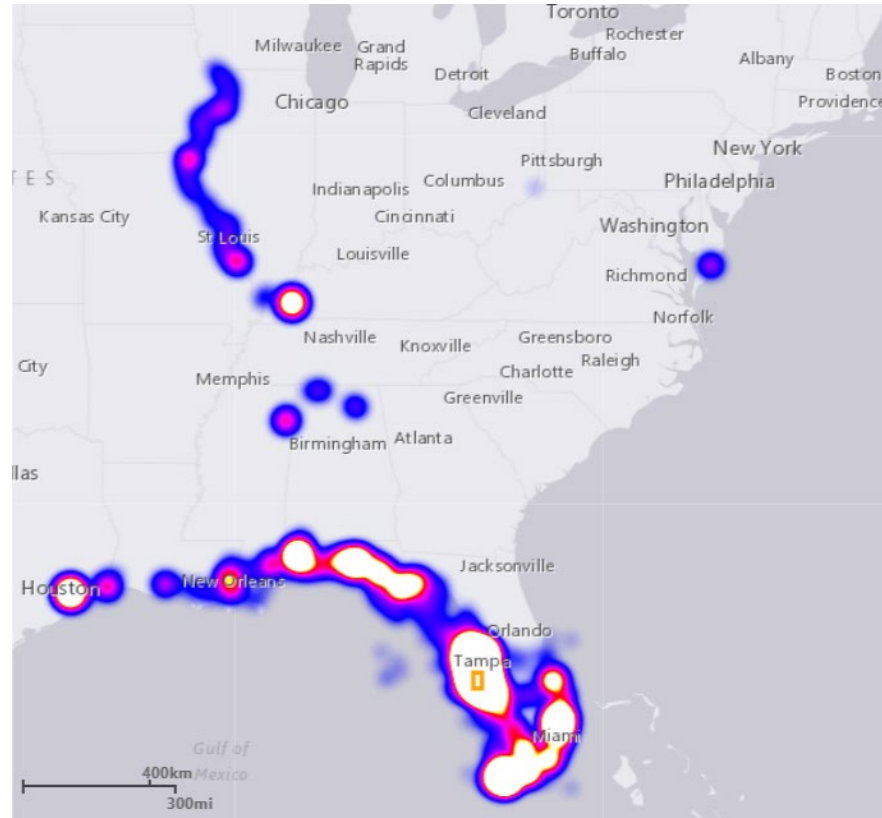 Toronto
Rochester
Milwaukee
Grand
Rapids
Buffalo
Albany
Detroit
Boston
Chicago
Providence
Cleveland
New York
Pittsburgh
TES
Columbus
Philadelphia
Indianapolis
Kansas City
Cincinnati
Washington
St Louis
Louisville
Richmond
Norfolk
Nashville
Greensboro
Knoxville
Raleigh
City
Charlotte
Memphis
Greenville
Birmingham
Atlanta
llas
Jacksonville
Houston
New Orleans
Orlando
Tampa
Miami
Gulf of
Mexico
400km
300mi